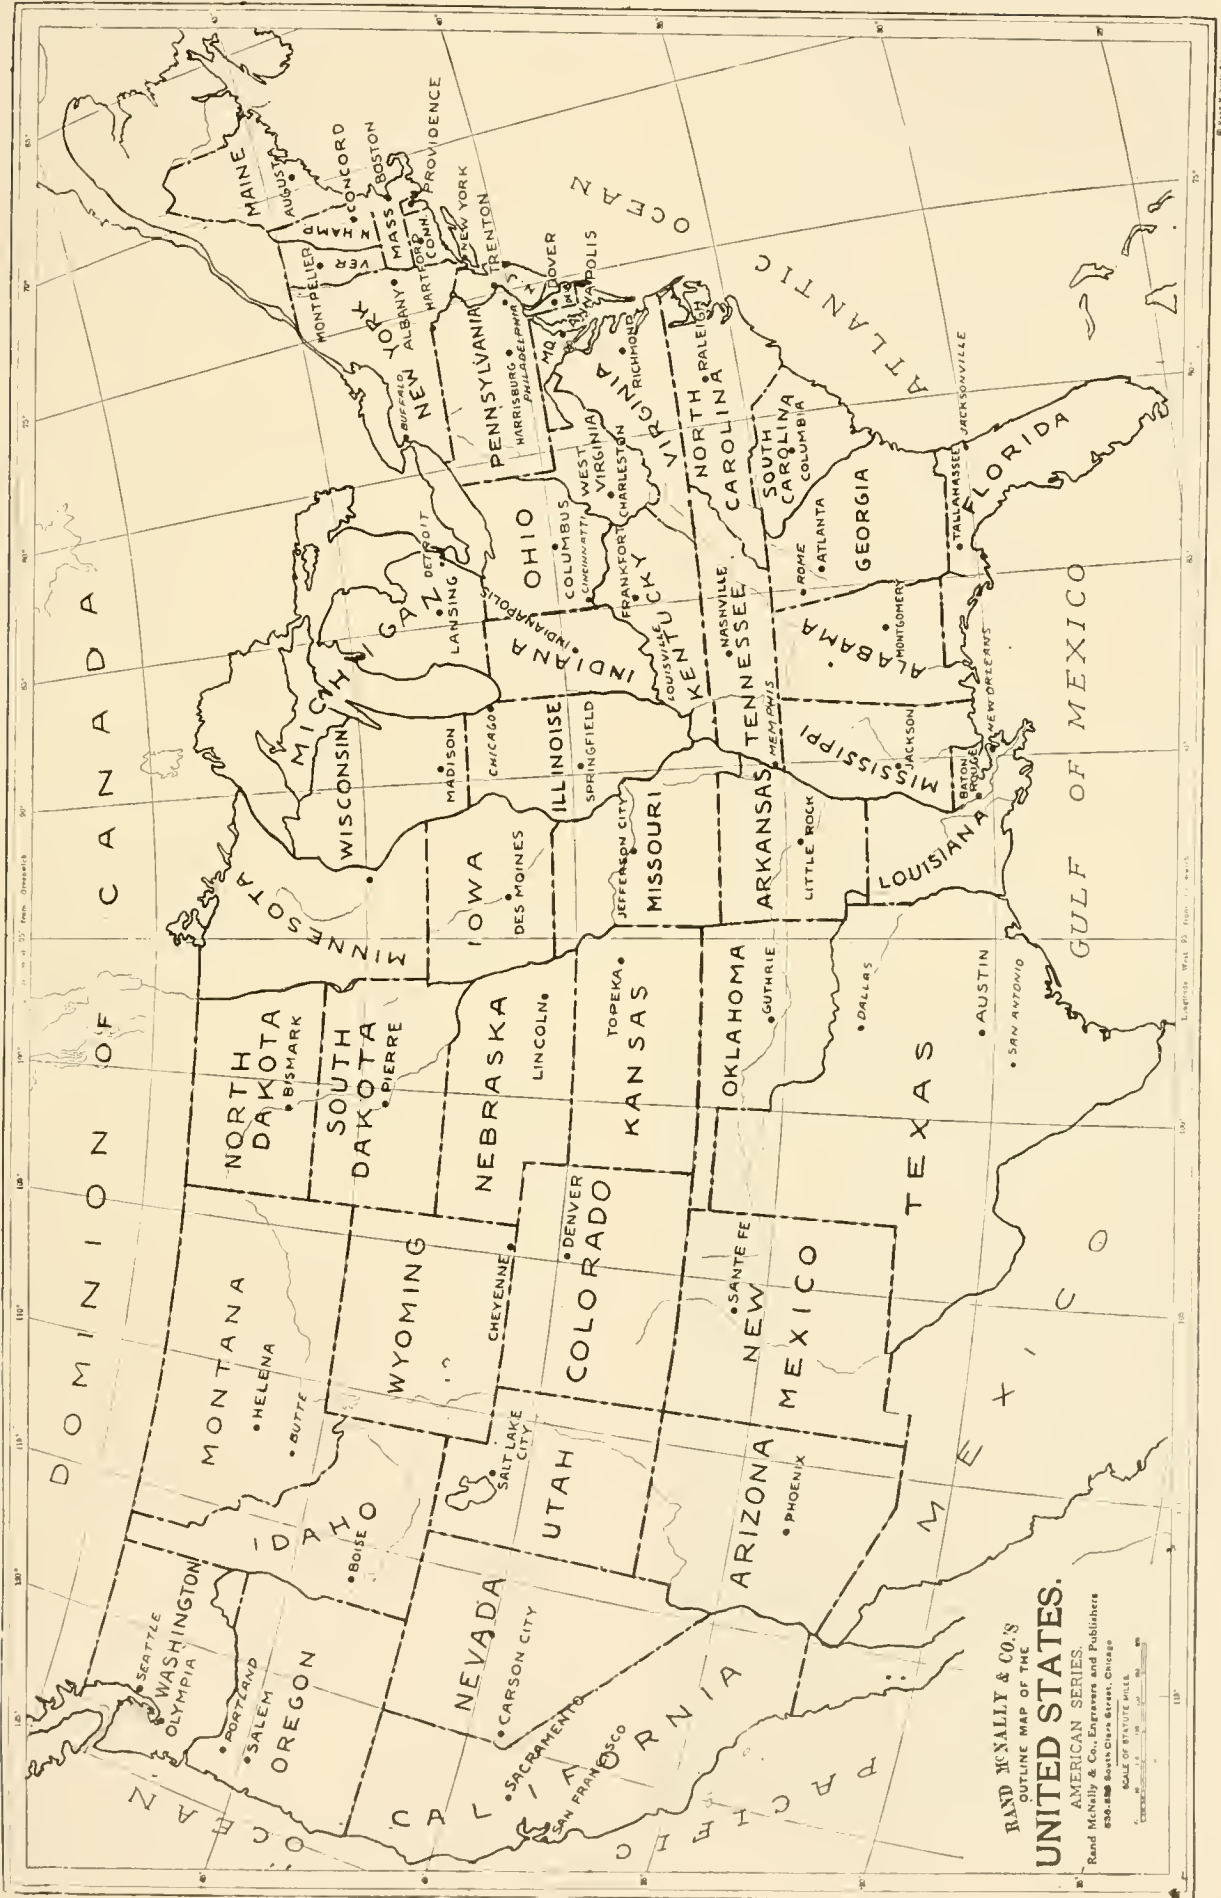 DOMINION OF CANADA
WASHINGTON
SEATTLE
OLYMPIA
PORTLAND
SALEM
OREGON
IDAHO
BOISE
MONTANA
HELENA
BUTTE
NORTH
DAKOTA
BISMARK
SOUTH
DAKOTA
PIERRE
MINNESOTA
WISCONSIN
MADISON
MICHIGAN
LANSING
DETROIT
WYOMING
CHEYENNE
NEBRASKA
LINCOLN
IOWA
DES MOINES
ILLINOISE
CHICAGO
SPRINGFIELD
INDIANA
INDIANAPOLIS
INDIANAPOLIS
OHIO
COLUMBUS
CINCINNATTI
PENNSYLVANIA
HARRISBURG
PHILADELPHIA
NEW YORK
BUFFALO
ALBANY
NEW YORK
MONTPELIER
VER
N HAMP
CONCORD
MAINE
AUGUSTA
MASS
BOSTON
HARTFORD
CONN.
PROVIDENCE
TRENTON
DOVER
MD.
ANNAPOLIS
WEST
VIRGINIA
CHARLESTON
VIRGINIA
RICHMOND
NORTH
CAROLINA
RALEIGH
SOUTH
CAROLINA
COLUMBIA
GEORGIA
ATLANTA
ROME
FLORIDA
TALLAHASSEE
JACKSONVILLE
ALABAMA
MONTGOMERY
MISSISSIPPI
JACKSON
TENNESSEE
NASHVILLE
MEMPHIS
KENTUCKY
FRANKFORT
LOUISVILLE
MISSOURI
JEFFERSON CITY
ARKANSAS
LITTLE ROCK
LOUISIANA
BATON
ROUGE
NEW ORLEANS
KANSAS
TOPEKA
OKLAHOMA
GUTHRIE
TEXAS
DALLAS
AUSTIN
SAN ANTONIO
COLORADO
DENVER
NEW
MEXICO
SANTE FE
UTAH
SALT LAKE
CITY
ARIZONA
PHOENIX
NEVADA
CARSON CITY
CALIFORNIA
SACRAMENTO
SAN FRANCISCO
PACIFIC OCEAN
ATLANTIC OCEAN
GULF OF MEXICO
MEXICO
RAND McNALLY & CO.'S
OUTLINE MAP OF THE
UNITED STATES.
AMERICAN SERIES.
Rand McNally & Co., Engravers and Publishers
South Clark Street, Chicago
SCALE OF STATUTE MILES